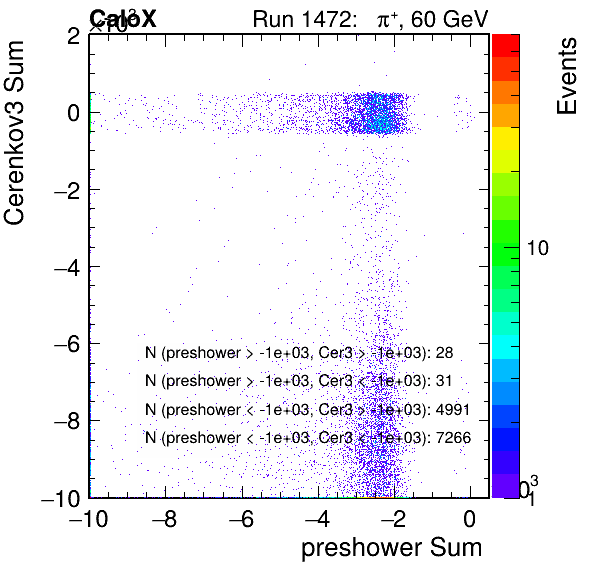 CaloX Run 1472: π⁺, 60 GeV
×10³
Cerenkov3 Sum
Events
2
0
−2
−4
−6
−8
−10
N (preshower > -1e+03, Cer3 > -1e+03): 28
N (preshower > -1e+03, Cer3 < -1e+03): 31
N (preshower < -1e+03, Cer3 > -1e+03): 4991
N (preshower < -1e+03, Cer3 < -1e+03): 7266
10
1
−10 −8 −6 −4 −2 0
preshower Sum